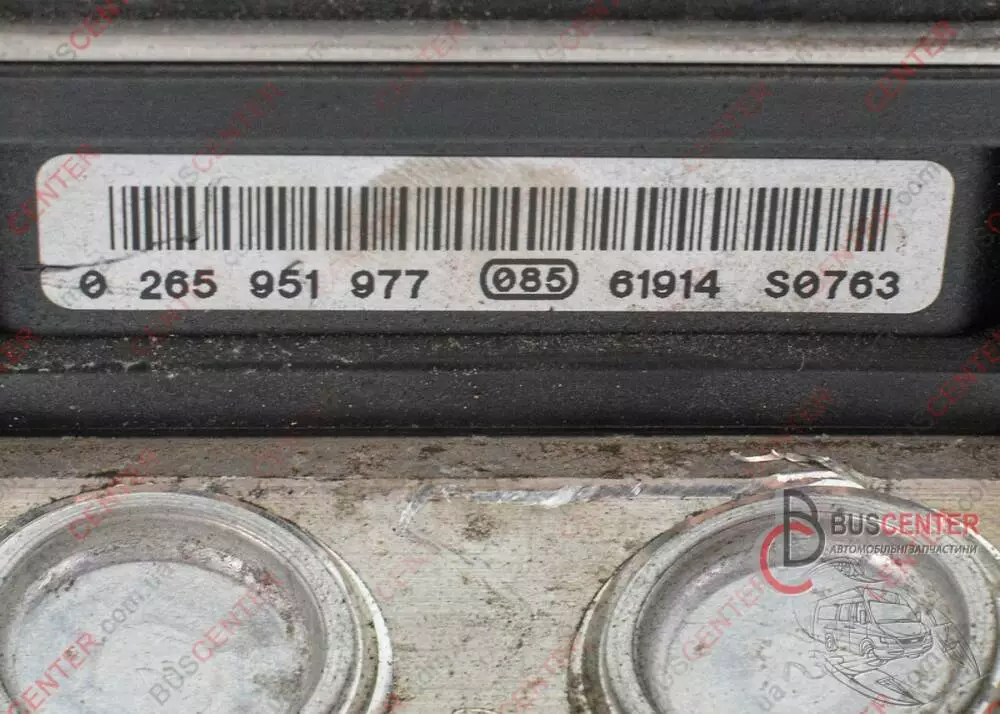 0 265 951 977 085 61914 S0763
BUSCENTER
АВТОМОБІЛЬНІ ЗАПЧАСТИНИ